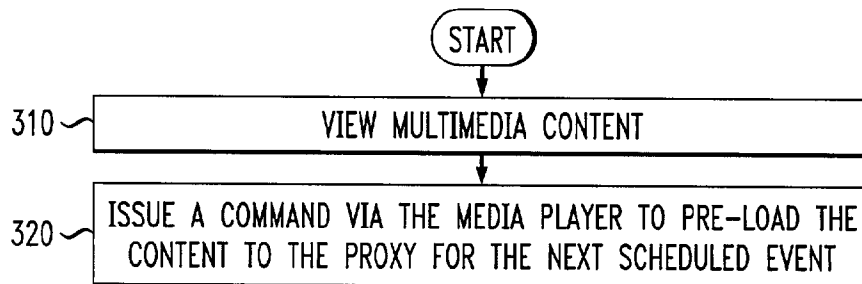 START
310
VIEW MULTIMEDIA CONTENT
320
ISSUE A COMMAND VIA THE MEDIA PLAYER TO PRE-LOAD THE
CONTENT TO THE PROXY FOR THE NEXT SCHEDULED EVENT